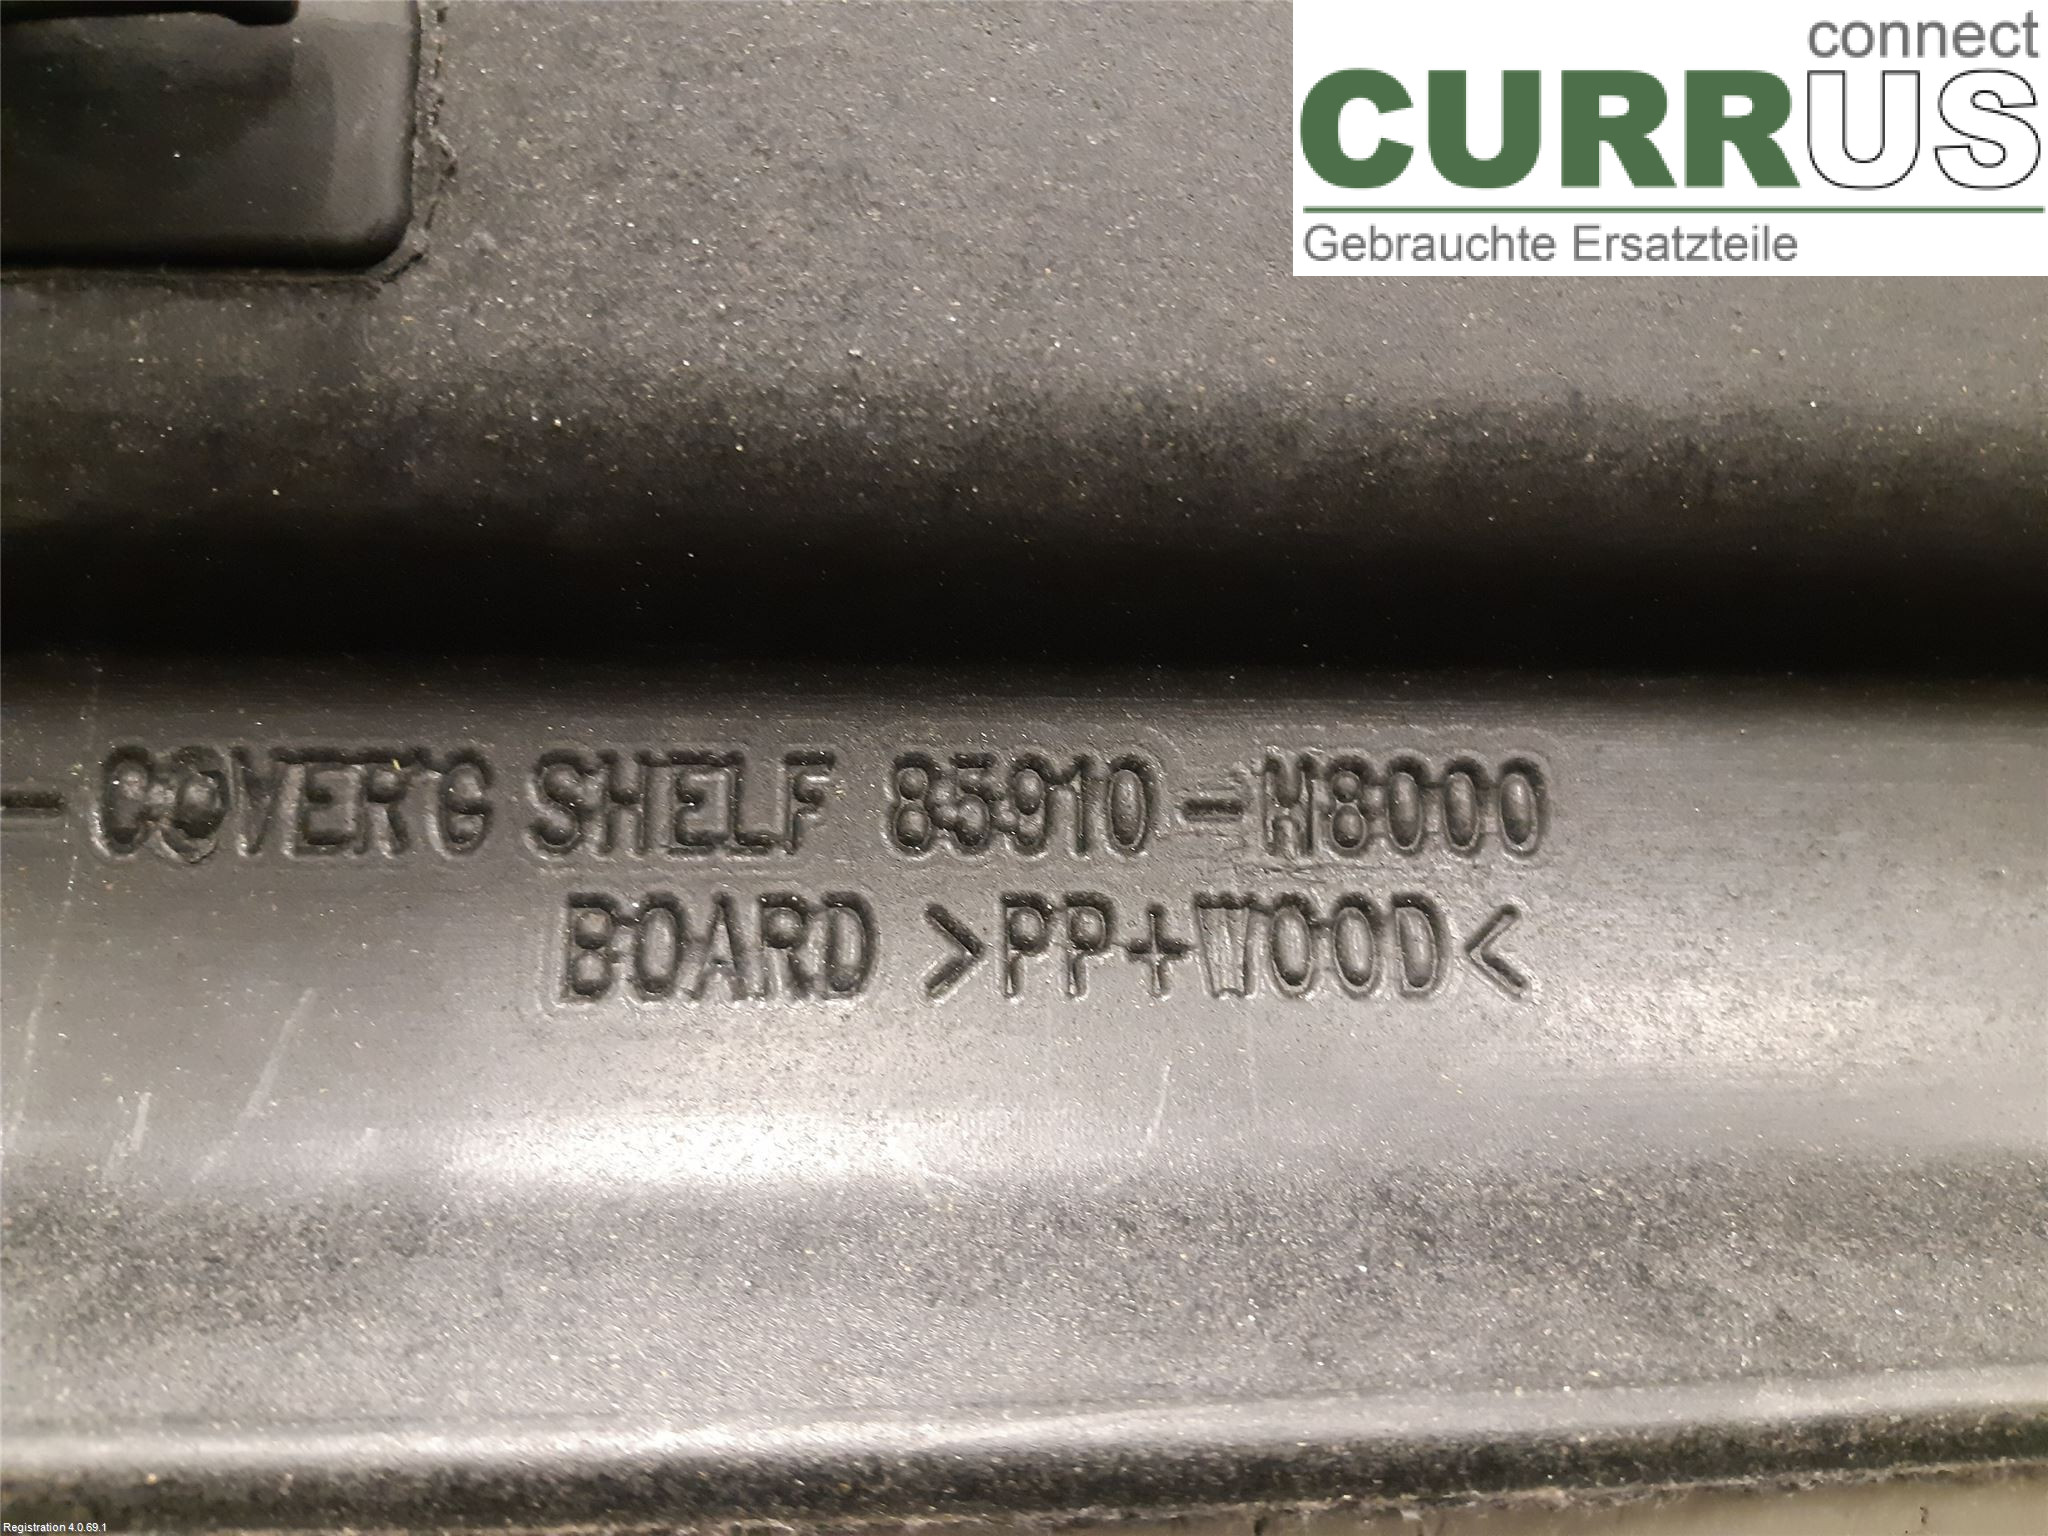 connect
CURRUS
Gebrauchte Ersatzteile
- COVER'G SHELF 85910-H8000
BOARD >PP+WOOD<
Registration 4.0.69.1